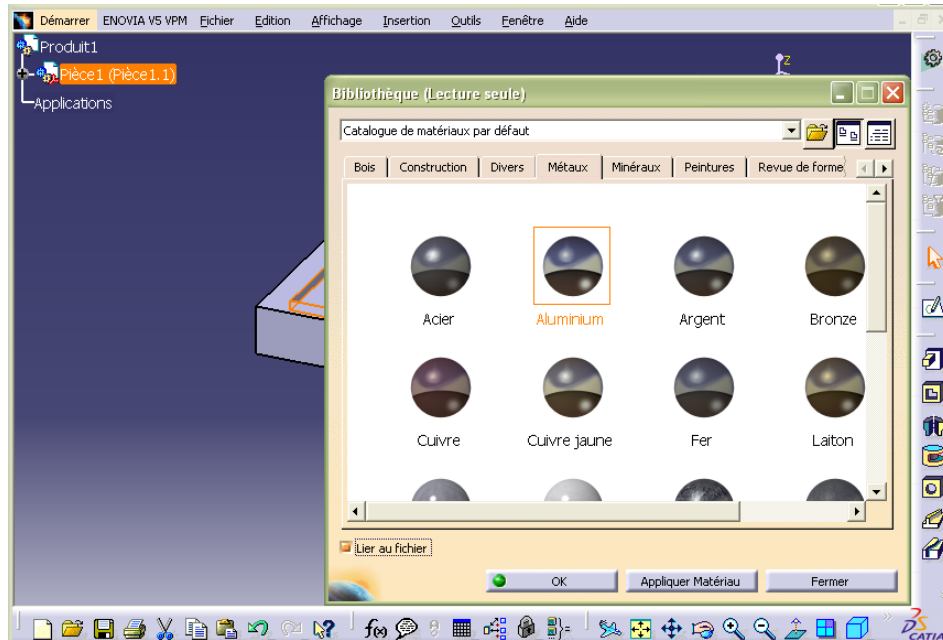 Démarrer ENOVIA V5 VPM Fichier Edition Affichage Insertion Outils Fenêtre Aide
Produit1
Pièce1 (Pièce1.1)
Applications
z
Bibliothèque (Lecture seule)
Catalogue de matériaux par défaut
Bois Construction Divers Métaux Minéraux Peintures Revue de forme
Acier Aluminium Argent Bronze
Cuivre Cuivre jaune Fer Laiton
Lier au fichier
OK Appliquer Matériau Fermer
f(x)